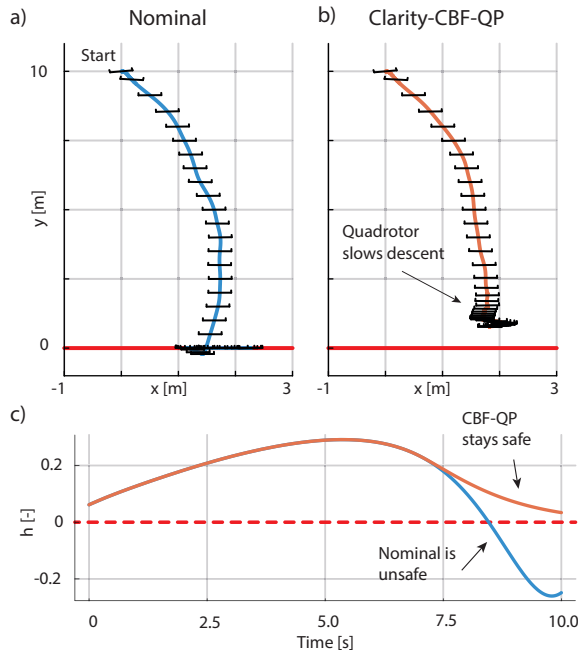 a)
Nominal
b)
Clarity-CBF-QP
Start
10
y [m]
0
-1
x [m]
3
Quadrotor
slows descent
-1
x [m]
3
c)
CBF-QP
stays safe
0.2
h [-]
0
Nominal is
unsafe
-0.2
0
2.5
5.0
7.5
10.0
Time [s]